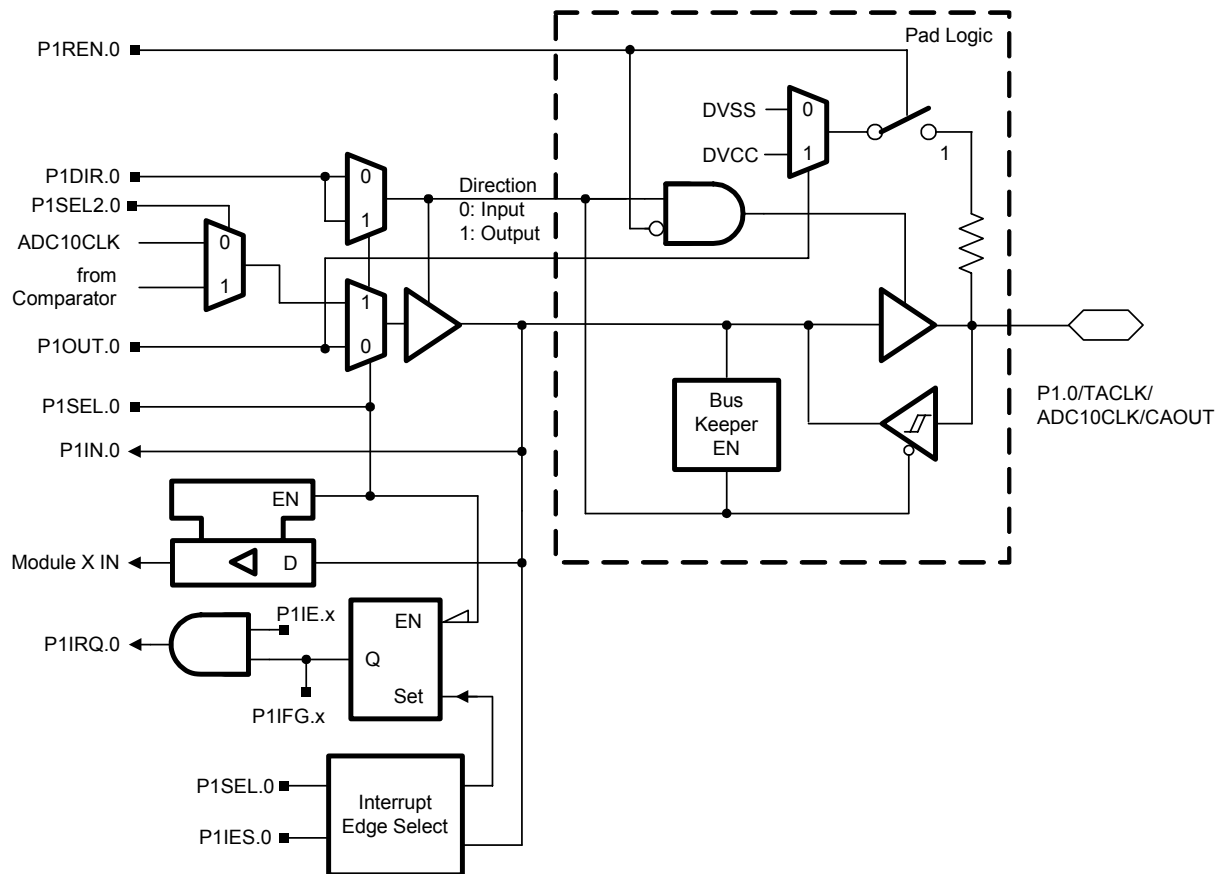 Pad Logic
P1REN.0
DVSS
0
DVCC
1
1
P1DIR.0
0
1
Direction
0: Input
1: Output
P1SEL2.0
ADC10CLK
0
from
Comparator
1
1
0
P1OUT.0
P1SEL.0
Bus
Keeper
EN
P1.0/TACLK/
ADC10CLK/CAOUT
P1IN.0
EN
Module X IN
D
P1IE.x
P1IRQ.0
EN
Q
Set
P1IFG.x
P1SEL.0
P1IES.0
Interrupt
Edge Select